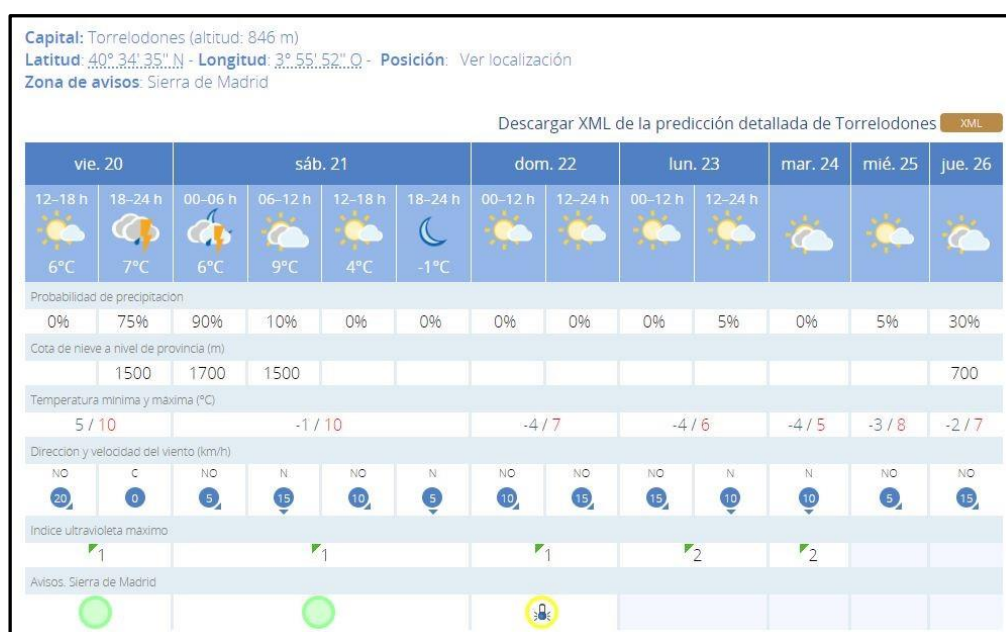 Capital: Torrelodones (altitud: 846 m)
Latitud: 40° 34' 35'' N - Longitud: 3° 55' 52'' O - Posición: Ver localización
Zona de avisos: Sierra de Madrid
Descargar XML de la predicción detallada de Torrelodones XML
vie. 20 sáb. 21 dom. 22 lun. 23 mar. 24 mié. 25 jue. 26
12–18 h 18–24 h 00–06 h 06–12 h 12–18 h 18–24 h 00–12 h 12–24 h 00–12 h 12–24 h
6°C 7°C 6°C 9°C 4°C -1°C
Probabilidad de precipitacion
0% 75% 90% 10% 0% 0% 0% 0% 0% 5% 0% 5% 30%
Cota de nieve a nivel de provincia (m)
1500 1700 1500 700
Temperatura minima y maxima (°C)
5 / 10 -1 / 10 -4 / 7 -4 / 6 -4 / 5 -3 / 8 -2 / 7
Direccion y velocidad del viento (km/h)
NO C NO N NO N NO NO NO N N NO NO
20 0 5 15 10 5 10 15 15 10 10 5 15
Indice ultravioleta maximo
1 1 1 2 2
Avisos. Sierra de Madrid